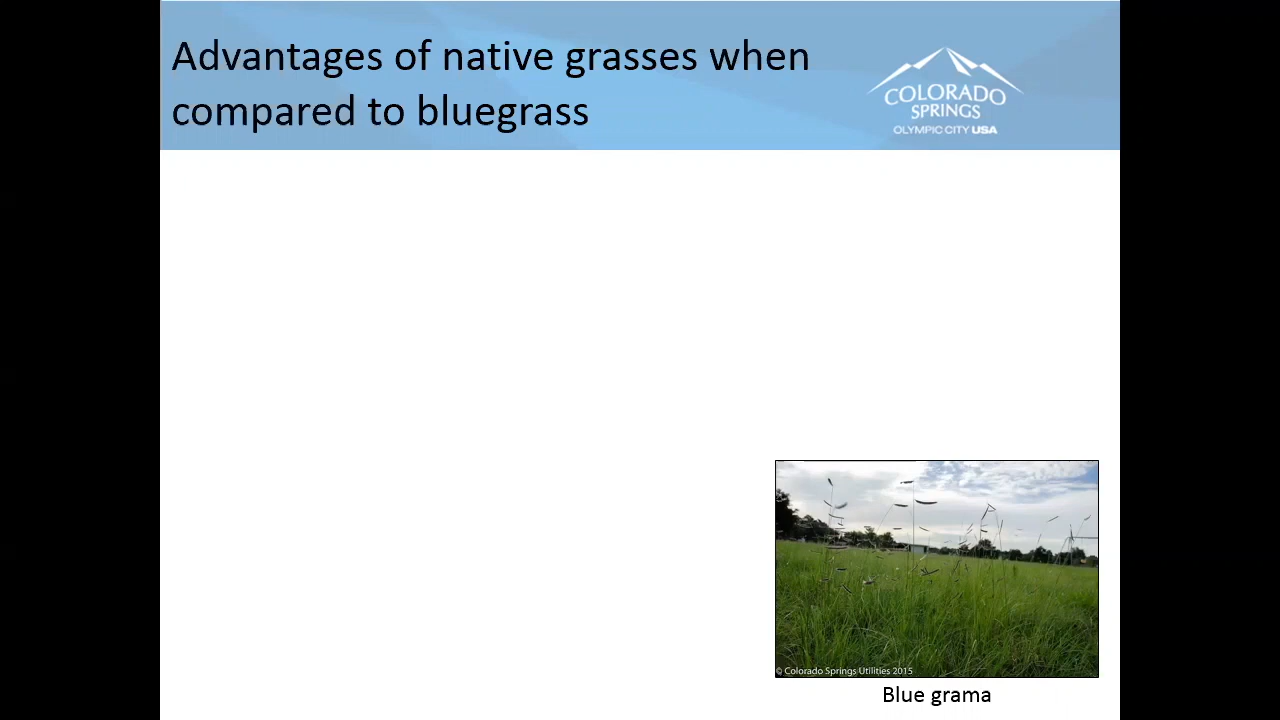 Advantages of native grasses when
compared to bluegrass
COLORADO
SPRINGS
OLYMPIC CITY USA
© Colorado Springs Utilities 2015
Blue grama